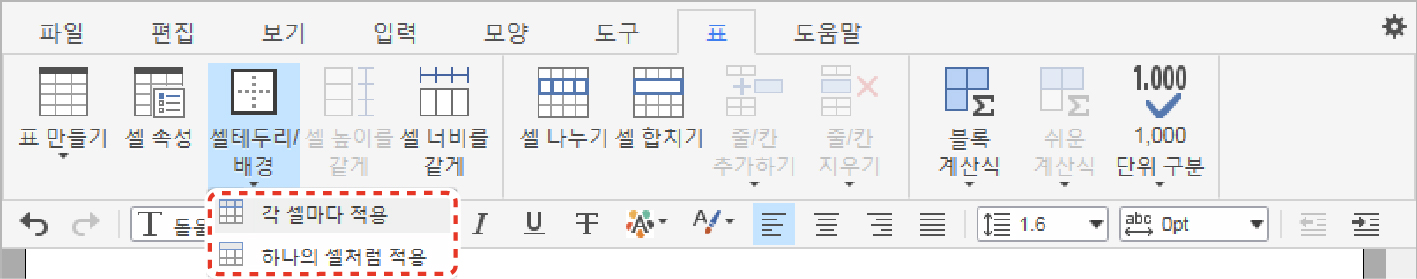 파일 편집 보기 입력 모양 도구 표 도움말
표 만들기
셀 속성
셀테두리/
배경
셀 높이를
같게
셀 너비를
같게
셀 나누기
셀 합치기
줄/칸
추가하기
줄/칸
지우기
블록
계산식
쉬운
계산식
1.000
1,000
단위 구분
각 셀마다 적용
하나의 셀처럼 적용
T I U T 1.6 abc 0pt